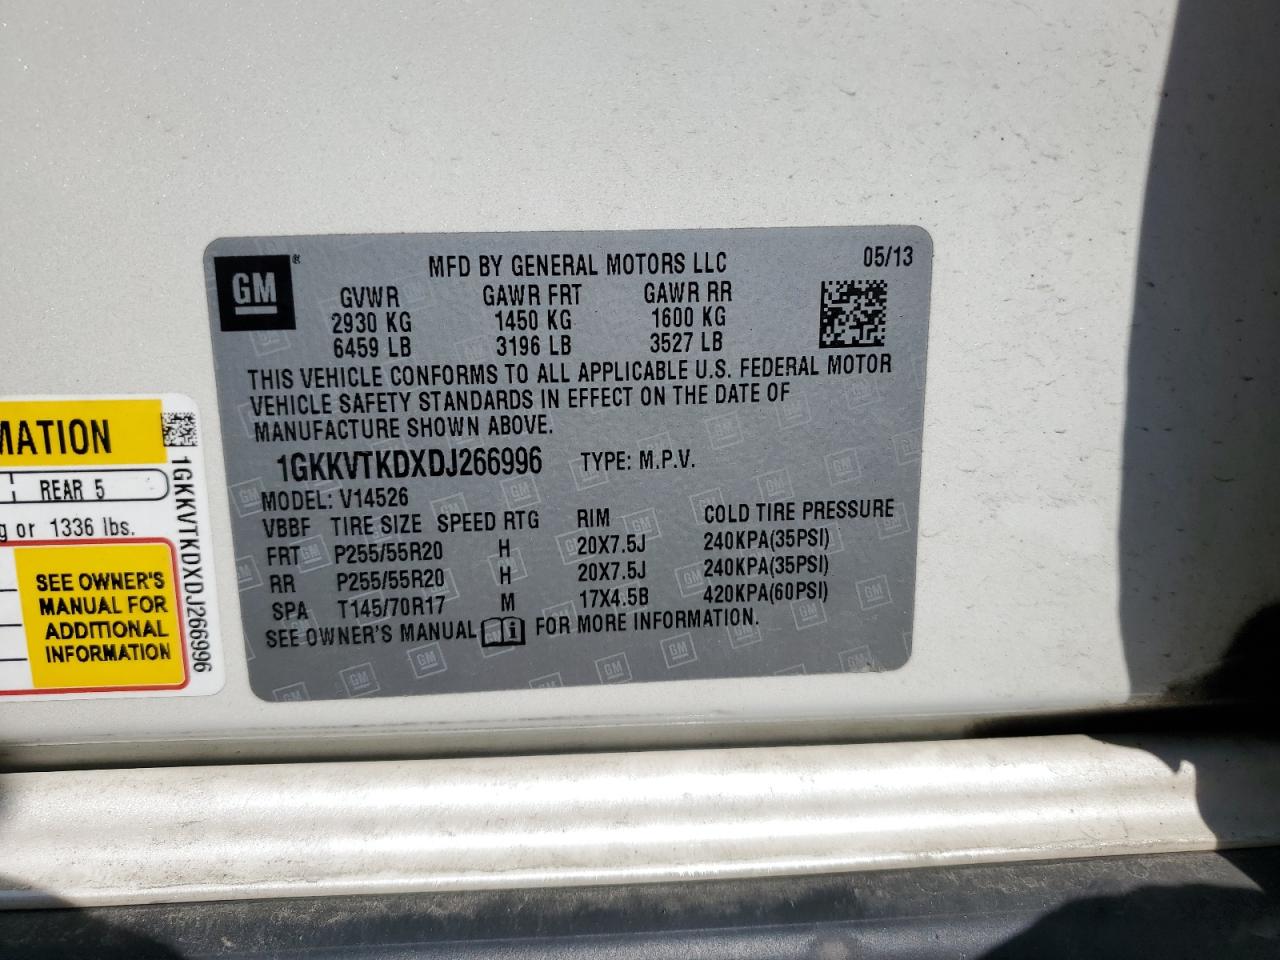 GM
®
MFD BY GENERAL MOTORS LLC
05/13
GVWR GAWR FRT GAWR RR
2930 KG 1450 KG 1600 KG
6459 LB 3196 LB 3527 LB
THIS VEHICLE CONFORMS TO ALL APPLICABLE U.S. FEDERAL MOTOR
VEHICLE SAFETY STANDARDS IN EFFECT ON THE DATE OF
MANUFACTURE SHOWN ABOVE.
1GKKVTKDXDJ266996 TYPE: M.P.V.
MODEL: V14526
VBBF TIRE SIZE SPEED RTG RIM COLD TIRE PRESSURE
FRT P255/55R20 H 20X7.5J 240KPA(35PSI)
RR P255/55R20 H 20X7.5J 240KPA(35PSI)
SPA T145/70R17 M 17X4.5B 420KPA(60PSI)
SEE OWNER'S MANUAL i FOR MORE INFORMATION.
MATION
REAR 5
g or 1336 lbs.
SEE OWNER'S
MANUAL FOR
ADDITIONAL
INFORMATION
1GKKVTKDXDJ266996